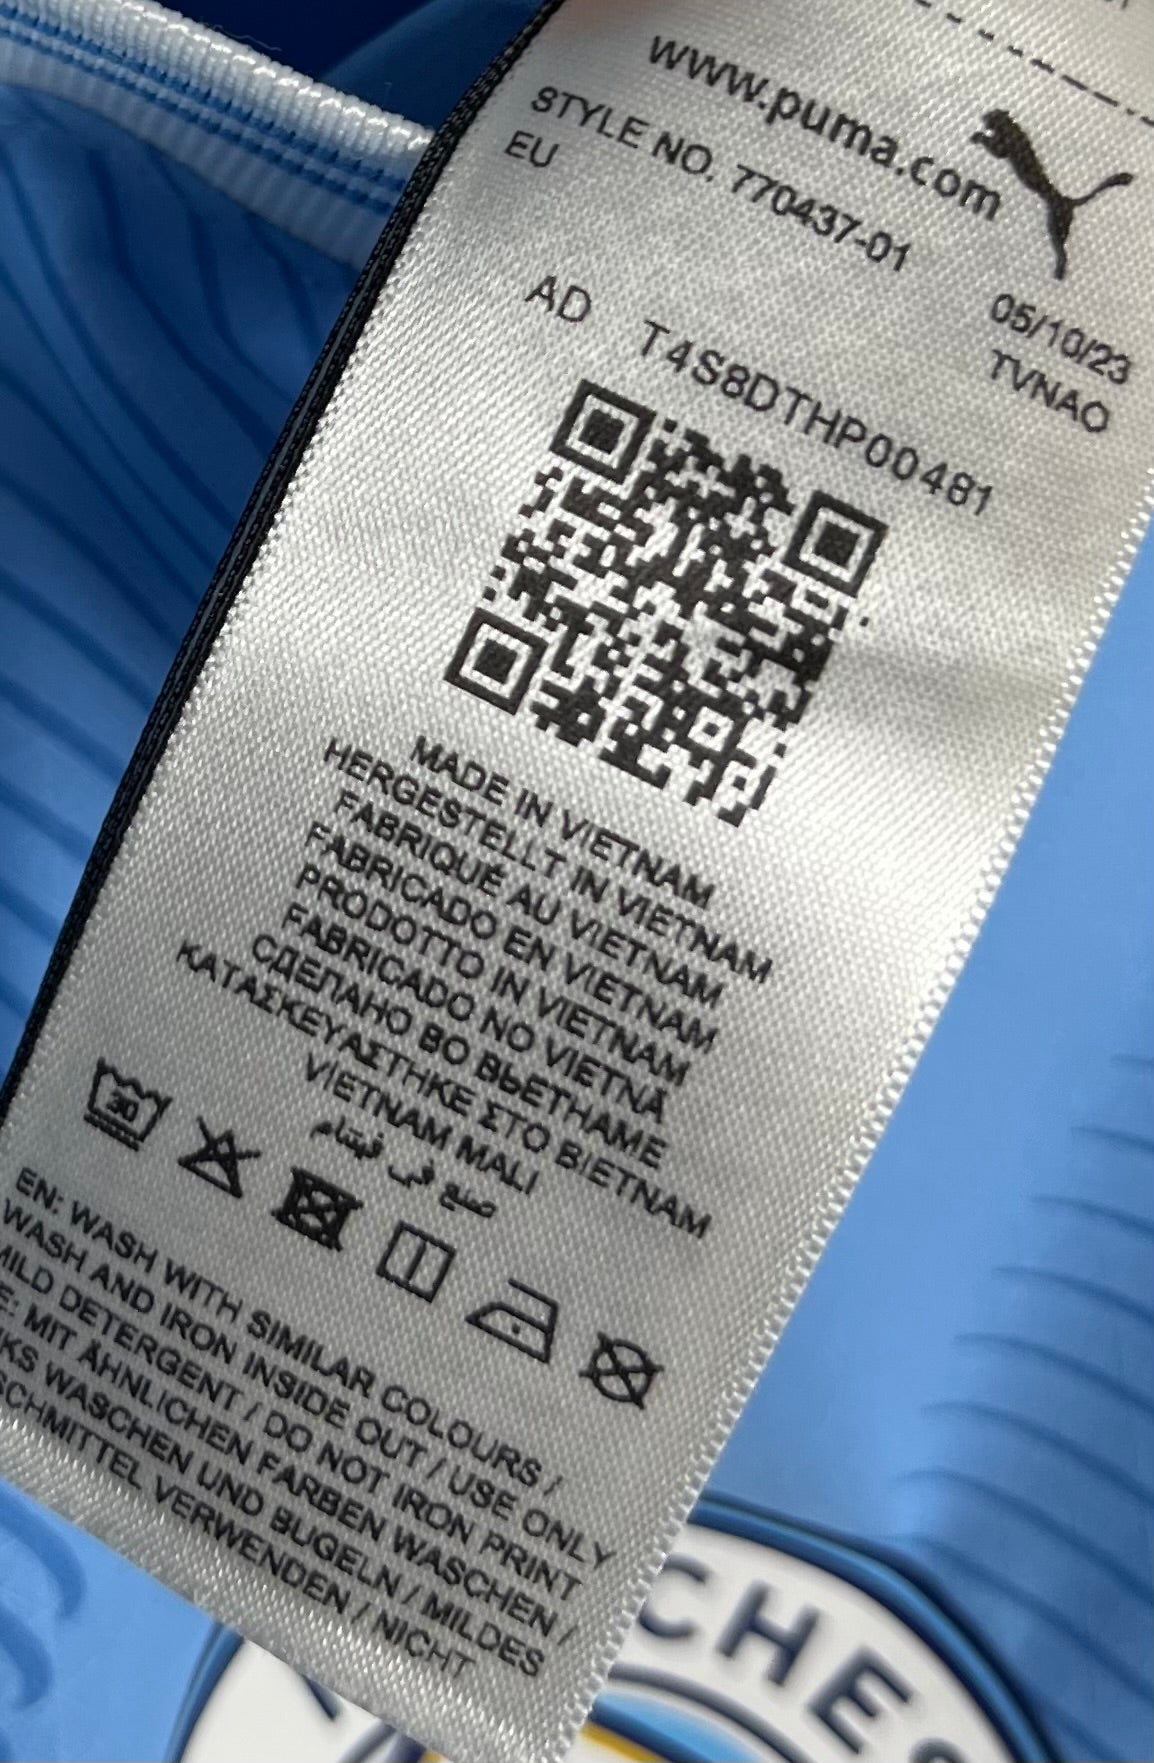 www.puma.com
STYLE NO. 770437-01
EU
05/10/23
TVNAO
AD T4S8DTHP00481
MADE IN VIETNAM
HERGESTELLT IN VIETNAM
FABRIQUÉ AU VIETNAM
FABRICADO EN VIETNAM
PRODOTTO IN VIETNAM
FABRICADO NO VIETNÃ
СДЕЛАНО ВО ВЬЕТНАМЕ
ΚΑΤΑΣΚΕΥΑΣΤΗΚΕ ΣΤΟ ΒΙΕΤΝΑΜ
VIETNAM MALI
صنع في فيتنام
30
EN: WASH WITH SIMILAR COLOURS /
WASH AND IRON INSIDE OUT / USE ONLY
MILD DETERGENT / DO NOT IRON PRINT
E: MIT ÄHNLICHEN FARBEN WASCHEN /
KS WASCHEN UND BÜGELN / MILDES
SCHMITTEL VERWENDEN / NICHT
CHES